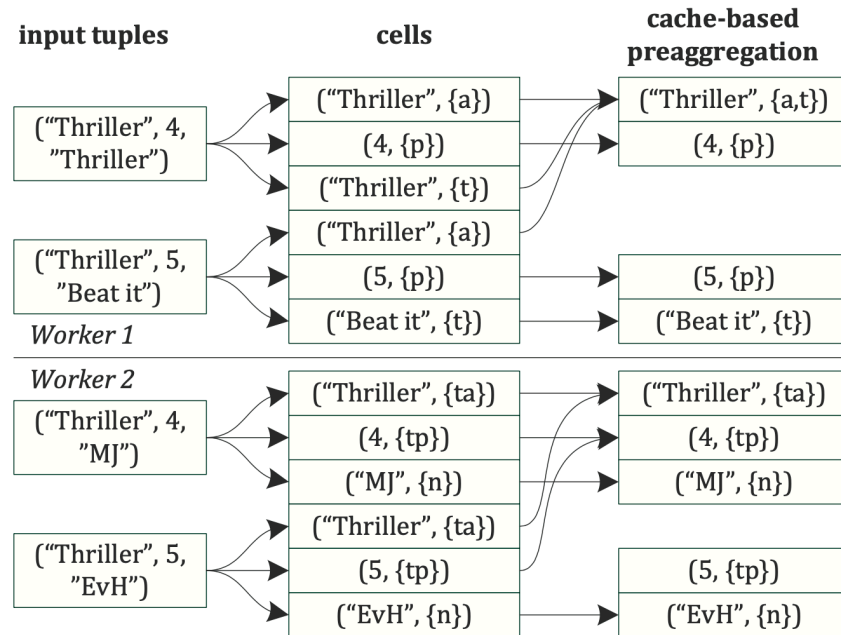 input tuples
cells
cache-based
preaggregation
(“Thriller”, 4,
”Thriller”)
(“Thriller”, {a})
(4, {p})
(“Thriller”, {t})
(“Thriller”, {a,t})
(4, {p})
(“Thriller”, 5,
”Beat it”)
(“Thriller”, {a})
(5, {p})
(“Beat it”, {t})
(5, {p})
(“Beat it”, {t})
Worker 1
Worker 2
(“Thriller”, 4,
”MJ”)
(“Thriller”, {ta})
(4, {tp})
(“MJ”, {n})
(“Thriller”, {ta})
(4, {tp})
(“MJ”, {n})
(“Thriller”, 5,
”EvH”)
(“Thriller”, {ta})
(5, {tp})
(“EvH”, {n})
(5, {tp})
(“EvH”, {n})